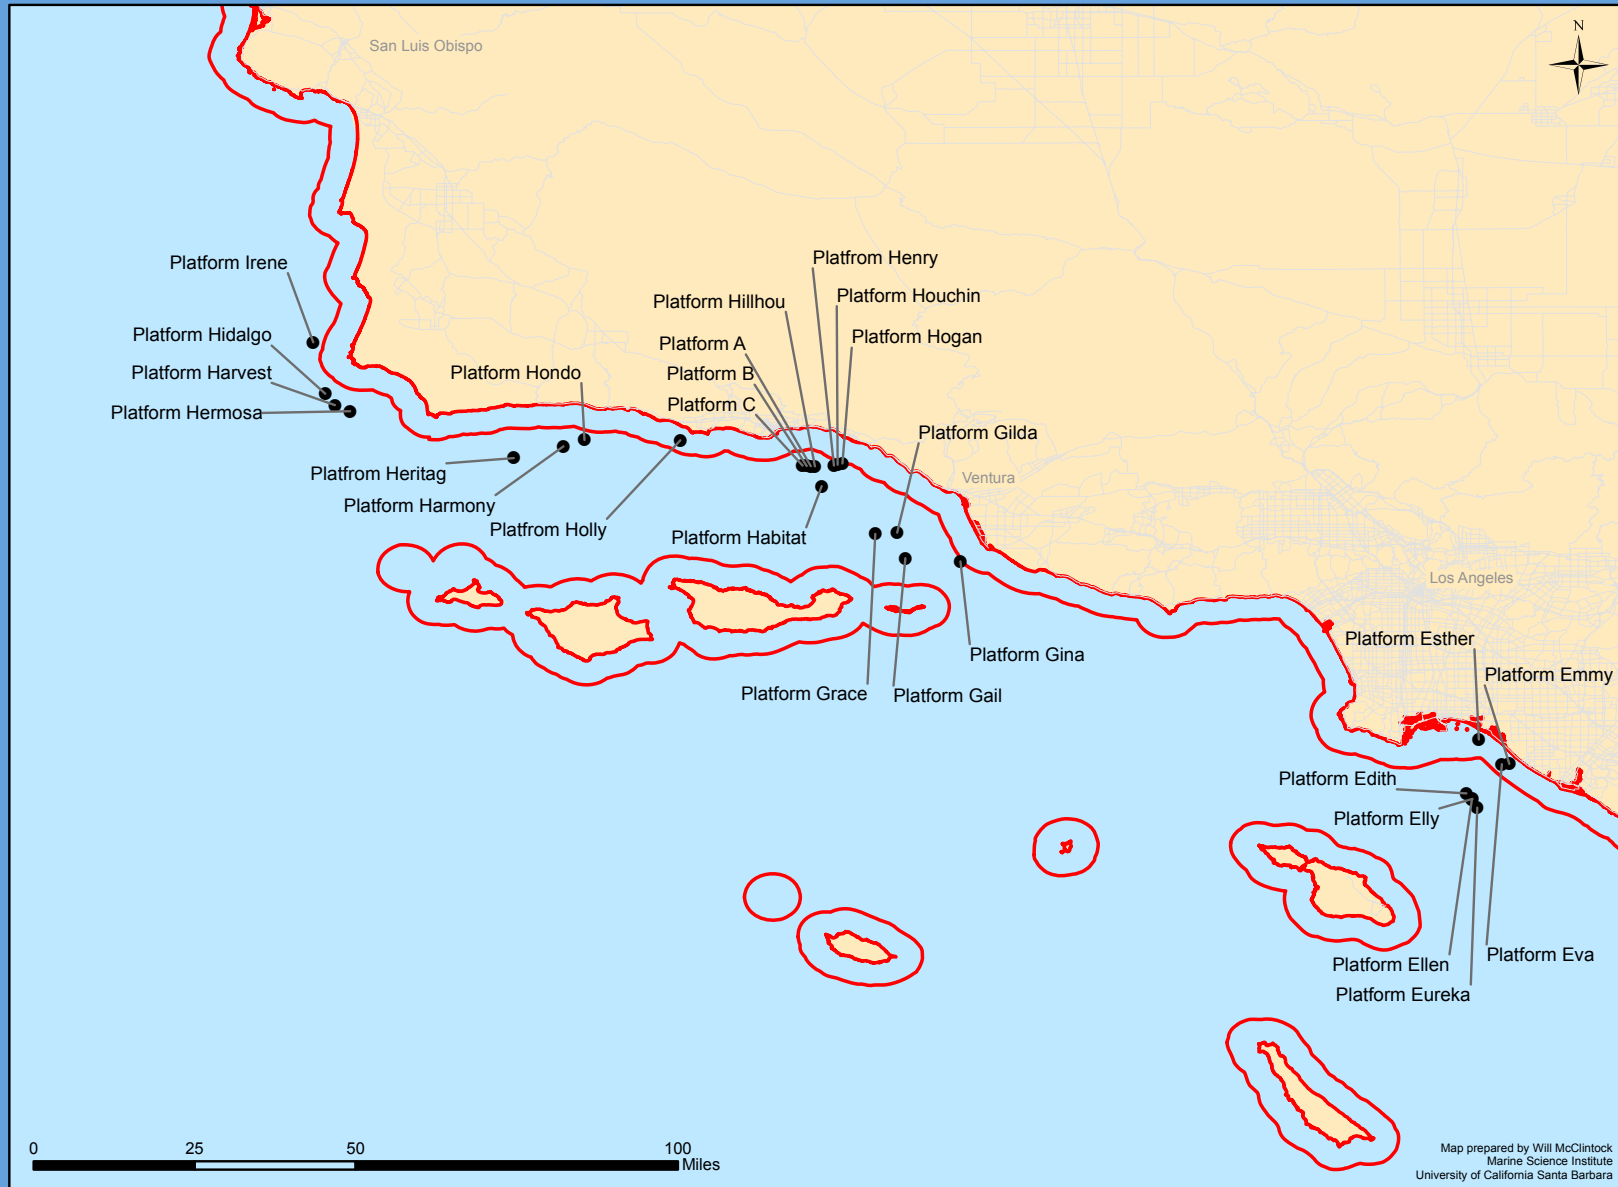 N
San Luis Obispo
Platfrom Henry
Platform Irene
Platform Houchin
Platform Hillhou
Platform Hidalgo
Platform Hogan
Platform A
Platform Harvest
Platform Hondo
Platform B
Platform C
Platform Hermosa
Platform Gilda
Platfrom Heritag
Ventura
Platform Harmony
Platfrom Holly
Platform Habitat
Los Angeles
Platform Esther
Platform Gina
Platform Emmy
Platform Grace
Platform Gail
Platform Edith
Platform Elly
Platform Eva
Platform Ellen
Platform Eureka
0 25 50 100
Miles
Map prepared by Will McClintock
Marine Science Institute
University of California Santa Barbara